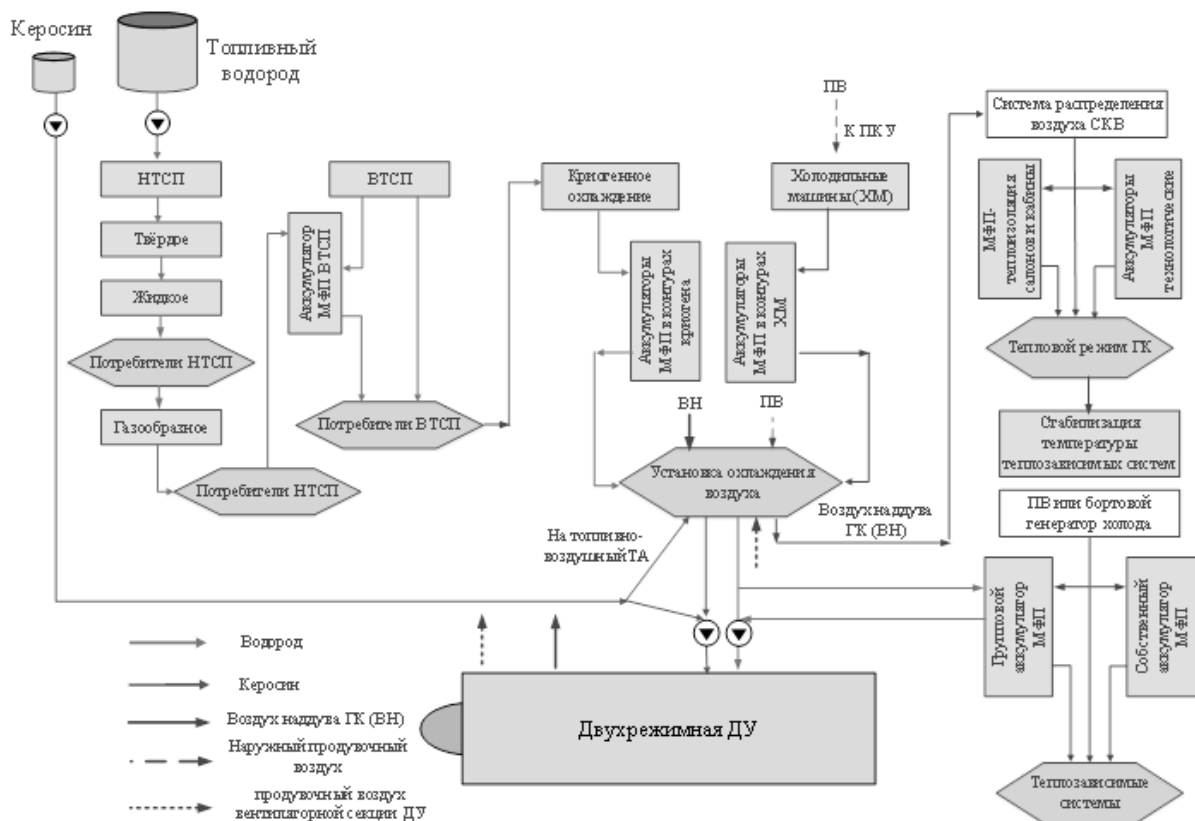 Керосин
Топливный
водород
НТСП
Твёрдое
Жидкое
Потребители НТСП
Газообразное
Потребители НТСП
ВТСП
Аккумулятор
МФП ВТСП
Потребители ВТСП
Криогенное
охлаждение
Аккумуляторы
МФП в контурах
криогена
ПВ
К ПКУ
Холодильные
машины (ХМ)
Аккумуляторы
МФП в контурах
ХМ
ВН
ПВ
Установка охлаждения
воздуха
На топливно-
воздушный ТА
Воздух наддува
ГК (ВН)
Система распределения
воздуха СКВ
МФП-
теплоизоляция
салонов и кабины
Аккумуляторы
МФП
технологические
Тепловой режим ГК
Стабилизация
температуры
теплозависимых систем
ПВ или бортовой
генератор холода
Групповой
аккумулятор
МФП
Собственный
аккумулятор
МФП
Теплозависимые
системы
Двухрежимная ДУ
Водород
Керосин
Воздух наддува ГК (ВН)
Наружный продувочный
воздух
продувочный воздух
вентиляторной секции ДУ